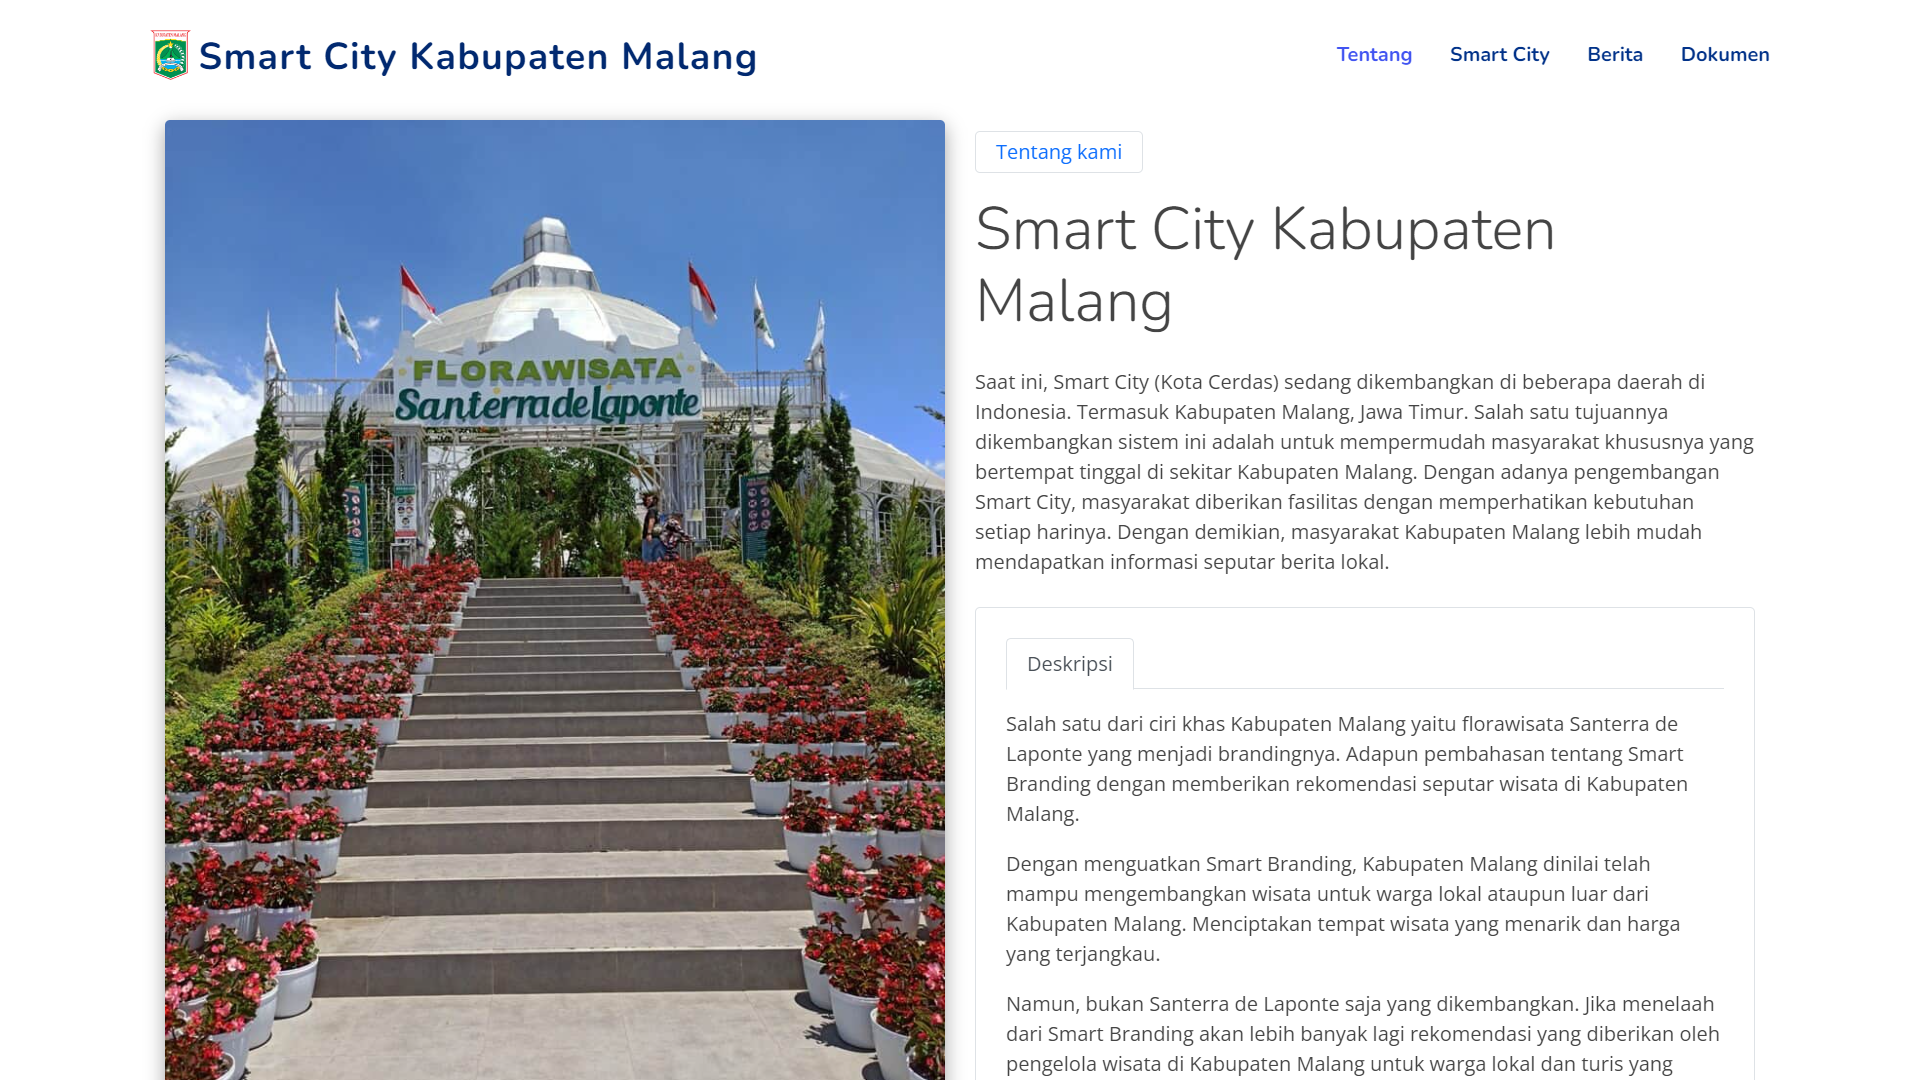 Smart City Kabupaten Malang
Tentang
Smart City
Berita
Dokumen
FLORAWISATA
Santerra de Laponte
Tentang kami
Smart City Kabupaten
Malang
Saat ini, Smart City (Kota Cerdas) sedang dikembangkan di beberapa daerah di
Indonesia. Termasuk Kabupaten Malang, Jawa Timur. Salah satu tujuannya
dikembangkan sistem ini adalah untuk mempermudah masyarakat khususnya yang
bertempat tinggal di sekitar Kabupaten Malang. Dengan adanya pengembangan
Smart City, masyarakat diberikan fasilitas dengan memperhatikan kebutuhan
setiap harinya. Dengan demikian, masyarakat Kabupaten Malang lebih mudah
mendapatkan informasi seputar berita lokal.
Deskripsi
Salah satu dari ciri khas Kabupaten Malang yaitu florawisata Santerra de
Laponte yang menjadi brandingnya. Adapun pembahasan tentang Smart
Branding dengan memberikan rekomendasi seputar wisata di Kabupaten
Malang.
Dengan menguatkan Smart Branding, Kabupaten Malang dinilai telah
mampu mengembangkan wisata untuk warga lokal ataupun luar dari
Kabupaten Malang. Menciptakan tempat wisata yang menarik dan harga
yang terjangkau.
Namun, bukan Santerra de Laponte saja yang dikembangkan. Jika menelaah
dari Smart Branding akan lebih banyak lagi rekomendasi yang diberikan oleh
pengelola wisata di Kabupaten Malang untuk warga lokal dan turis yang